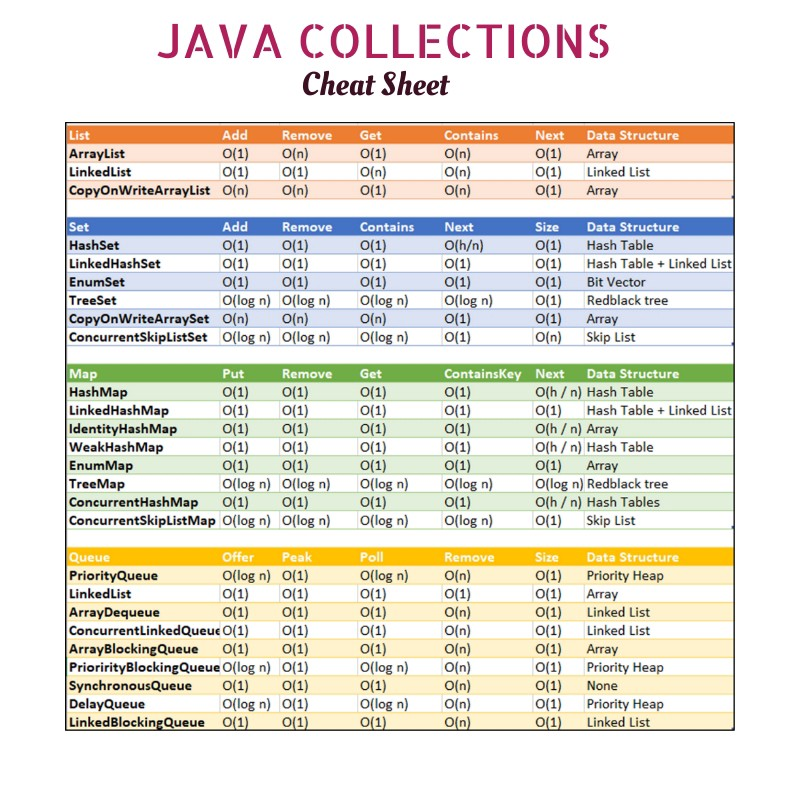 JAVA COLLECTIONS
Cheat Sheet
List Add Remove Get Contains Next Data Structure
ArrayList O(1) O(n) O(1) O(n) O(1) Array
LinkedList O(1) O(1) O(n) O(n) O(1) Linked List
CopyOnWriteArrayList O(n) O(n) O(1) O(n) O(1) Array
Set Add Remove Contains Next Size Data Structure
HashSet O(1) O(1) O(1) O(h/n) O(1) Hash Table
LinkedHashSet O(1) O(1) O(1) O(1) O(1) Hash Table + Linked List
EnumSet O(1) O(1) O(1) O(1) O(1) Bit Vector
TreeSet O(log n) O(log n) O(log n) O(log n) O(1) Redblack tree
CopyOnWriteArraySet O(n) O(n) O(n) O(1) O(1) Array
ConcurrentSkipListSet O(log n) O(log n) O(log n) O(1) O(n) Skip List
Map Put Remove Get ContainsKey Next Data Structure
HashMap O(1) O(1) O(1) O(1) O(h / n) Hash Table
LinkedHashMap O(1) O(1) O(1) O(1) O(1) Hash Table + Linked List
IdentityHashMap O(1) O(1) O(1) O(1) O(h / n) Array
WeakHashMap O(1) O(1) O(1) O(1) O(h / n) Hash Table
EnumMap O(1) O(1) O(1) O(1) O(1) Array
TreeMap O(log n) O(log n) O(log n) O(log n) O(log n) Redblack tree
ConcurrentHashMap O(1) O(1) O(1) O(1) O(h / n) Hash Tables
ConcurrentSkipListMap O(log n) O(log n) O(log n) O(log n) O(1) Skip List
Queue Offer Peak Poll Remove Size Data Structure
PriorityQueue O(log n) O(1) O(log n) O(n) O(1) Priority Heap
LinkedList O(1) O(1) O(1) O(1) O(1) Array
ArrayDequeue O(1) O(1) O(1) O(n) O(1) Linked List
ConcurrentLinkedQueue O(1) O(1) O(1) O(n) O(1) Linked List
ArrayBlockingQueue O(1) O(1) O(1) O(n) O(1) Array
PrioririityBlockingQueue O(log n) O(1) O(log n) O(n) O(1) Priority Heap
SynchronousQueue O(1) O(1) O(1) O(n) O(1) None
DelayQueue O(log n) O(1) O(log n) O(n) O(1) Priority Heap
LinkedBlockingQueue O(1) O(1) O(1) O(n) O(1) Linked List